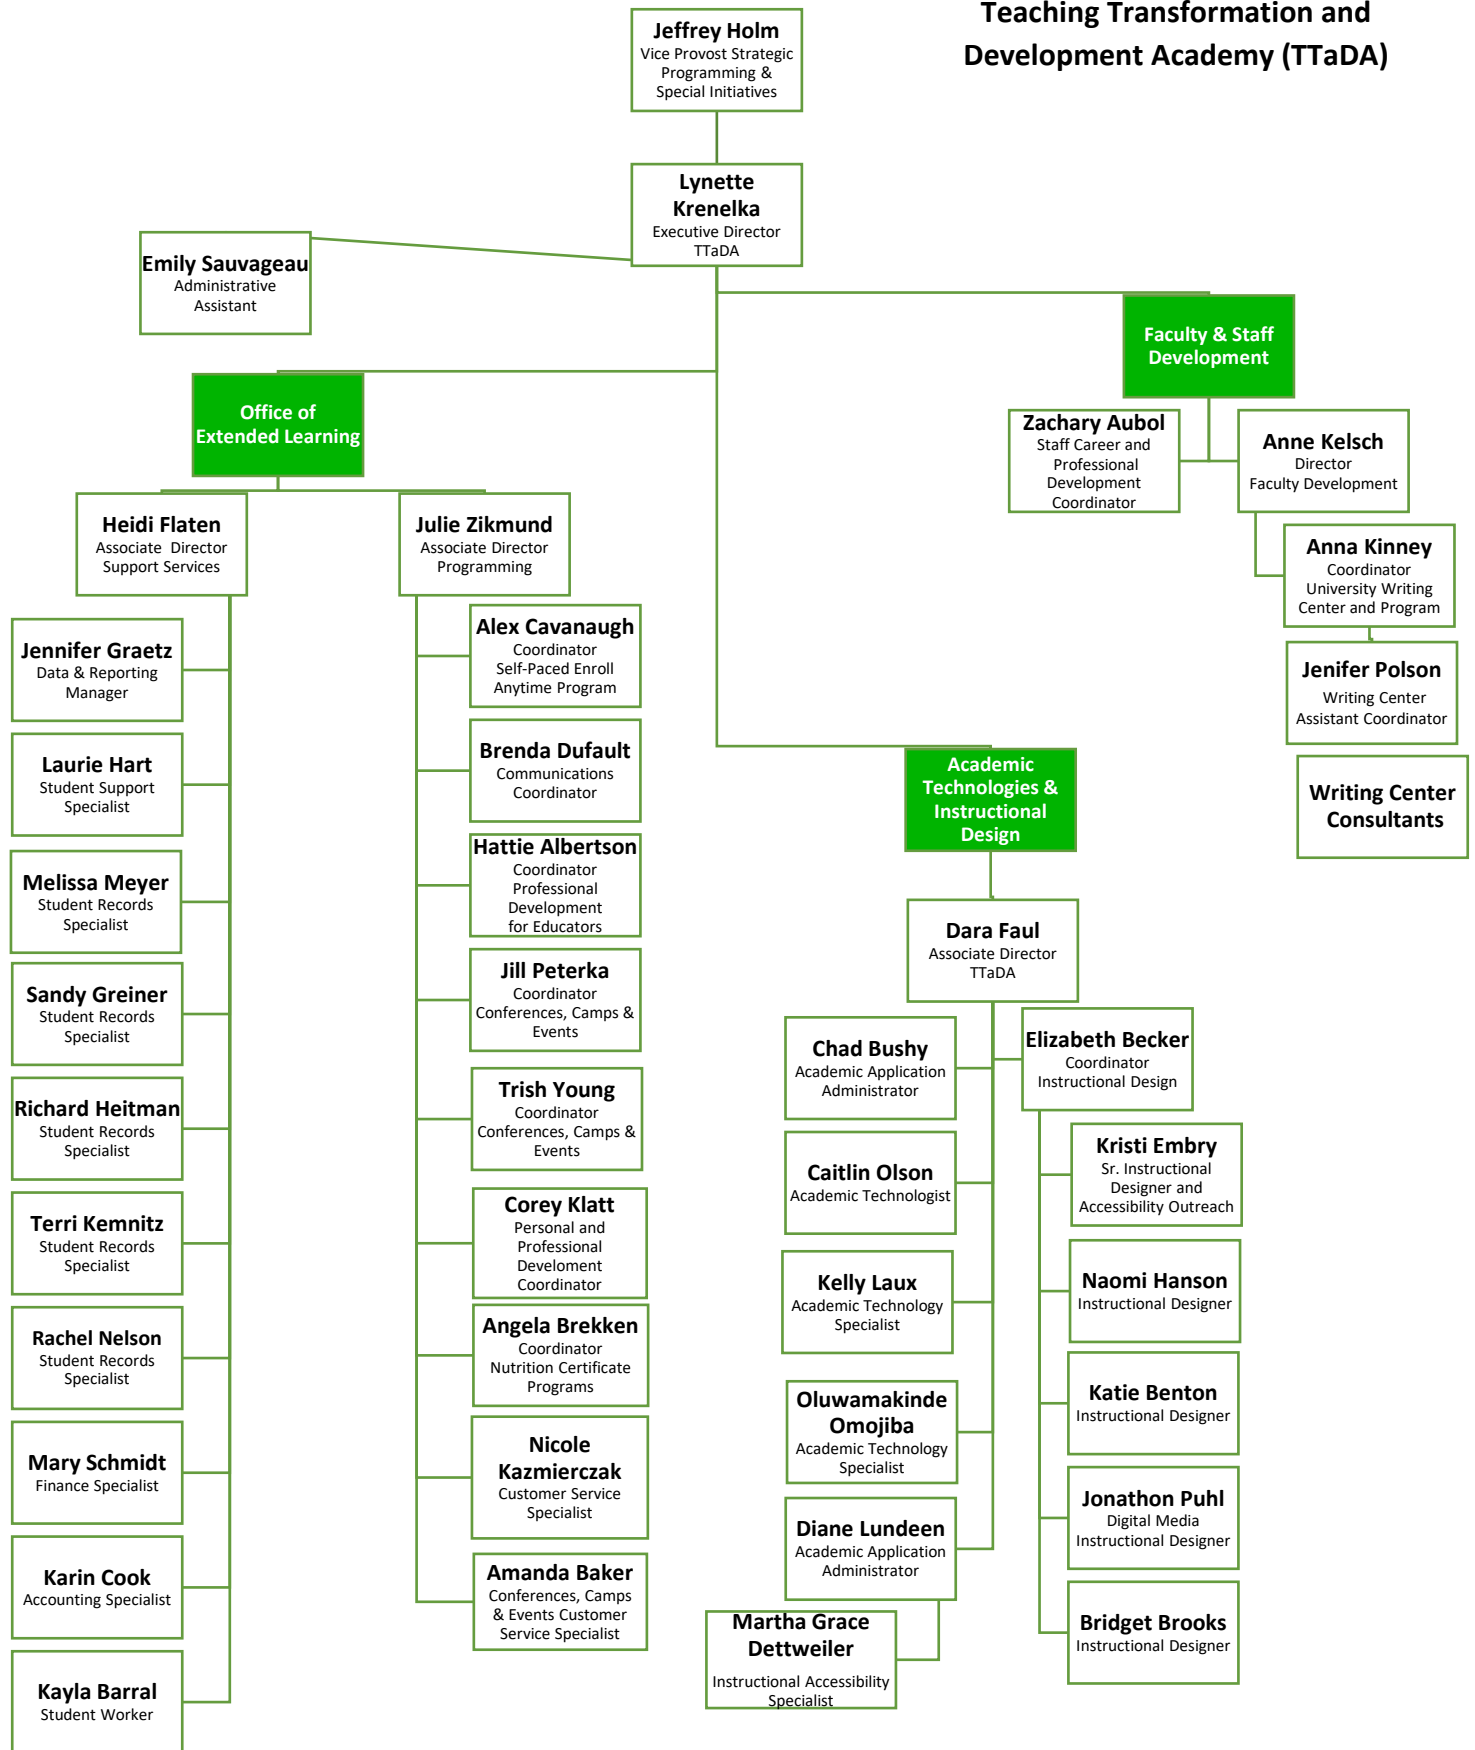 Teaching Transformation and
Development Academy (TTaDA)
Jeffrey Holm
Vice Provost Strategic
Programming &
Special Initiatives
Lynette
Krenelka
Executive Director
TTaDA
Emily Sauvageau
Administrative
Assistant
Faculty & Staff
Development
Zachary Aubol
Staff Career and
Professional
Development
Coordinator
Anne Kelsch
Director
Faculty Development
Anna Kinney
Coordinator
University Writing
Center and Program
Jenifer Polson
Writing Center
Assistant Coordinator
Writing Center
Consultants
Office of
Extended Learning
Heidi Flaten
Associate  Director
Support Services
Jennifer Graetz
Data & Reporting
Manager
Laurie Hart
Student Support
Specialist
Melissa Meyer
Student Records
Specialist
Sandy Greiner
Student Records
Specialist
Richard Heitman
Student Records
Specialist
Terri Kemnitz
Student Records
Specialist
Rachel Nelson
Student Records
Specialist
Mary Schmidt
Finance Specialist
Karin Cook
Accounting Specialist
Kayla Barral
Student Worker
Julie Zikmund
Associate Director
Programming
Alex Cavanaugh
Coordinator
Self-Paced Enroll
Anytime Program
Brenda Dufault
Communications
Coordinator
Hattie Albertson
Coordinator
Professional
Development
for Educators
Jill Peterka
Coordinator
Conferences, Camps &
Events
Trish Young
Coordinator
Conferences, Camps &
Events
Corey Klatt
Personal and
Professional
Develoment
Coordinator
Angela Brekken
Coordinator
Nutrition Certificate
Programs
Nicole
Kazmierczak
Customer Service
Specialist
Amanda Baker
Conferences, Camps
& Events Customer
Service Specialist
Academic
Technologies &
Instructional
Design
Dara Faul
Associate Director
TTaDA
Chad Bushy
Academic Application
Administrator
Caitlin Olson
Academic Technologist
Kelly Laux
Academic Technology
Specialist
Oluwamakinde
Omojiba
Academic Technology
Specialist
Diane Lundeen
Academic Application
Administrator
Martha Grace
Dettweiler
Instructional Accessibility
Specialist
Elizabeth Becker
Coordinator
Instructional Design
Kristi Embry
Sr. Instructional
Designer and
Accessibility Outreach
Naomi Hanson
Instructional Designer
Katie Benton
Instructional Designer
Jonathon Puhl
Digital Media
Instructional Designer
Bridget Brooks
Instructional Designer